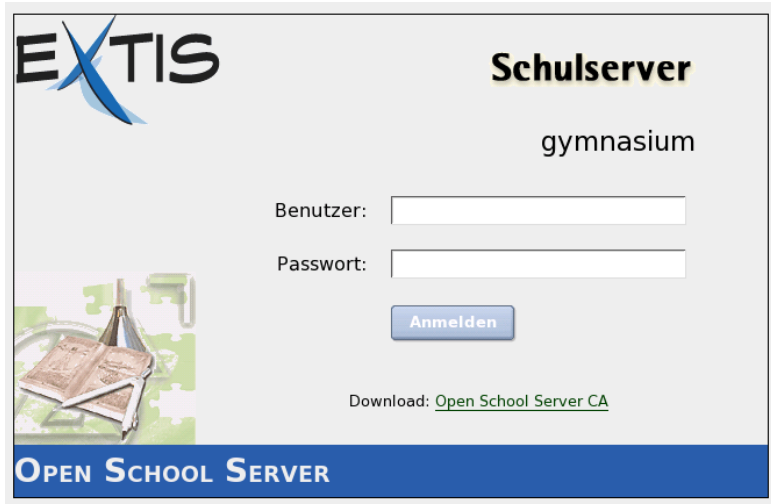 EXTIS
Schulserver
gymnasium
Benutzer:
Passwort:
Anmelden
Download: Open School Server CA
OPEN SCHOOL SERVER